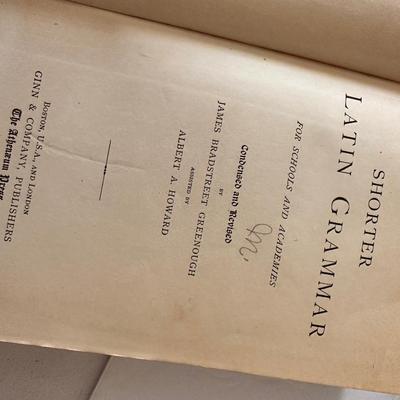 SHORTER
LATIN GRAMMAR
FOR SCHOOLS AND ACADEMIES
Condensed and Revised
BY
JAMES BRADSTREET GREENOUGH
ASSISTED BY
ALBERT A. HOWARD
BOSTON, U.S.A., AND LONDON
GINN & COMPANY, PUBLISHERS
The Athenæum Press